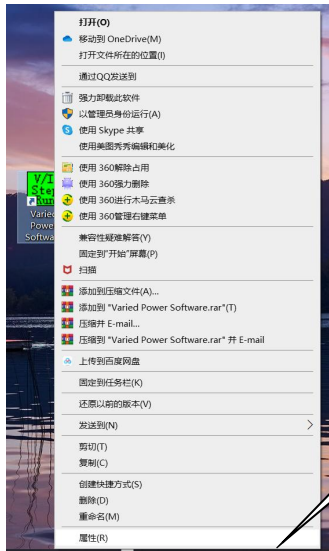 打开(O)
移动到 OneDrive(M)
打开文件所在的位置(I)
通过QQ发送到
强力卸载此软件
以管理员身份运行(A)
使用 Skype 共享
使用美图秀秀编辑和美化
使用 360解除占用
使用 360强力删除
使用 360进行木马云查杀
使用 360管理右键菜单
兼容性疑难解答(Y)
固定到"开始"屏幕(P)
扫描
添加到压缩文件(A)...
添加到 "Varied Power Software.rar"(T)
压缩并 E-mail...
压缩到 "Varied Power Software.rar" 并 E-mail
上传到百度网盘
固定到任务栏(K)
还原以前的版本(V)
发送到(N)
剪切(T)
复制(C)
创建快捷方式(S)
删除(D)
重命名(M)
属性(R)
V/I
Step
Run
Varied
Power
Softwa